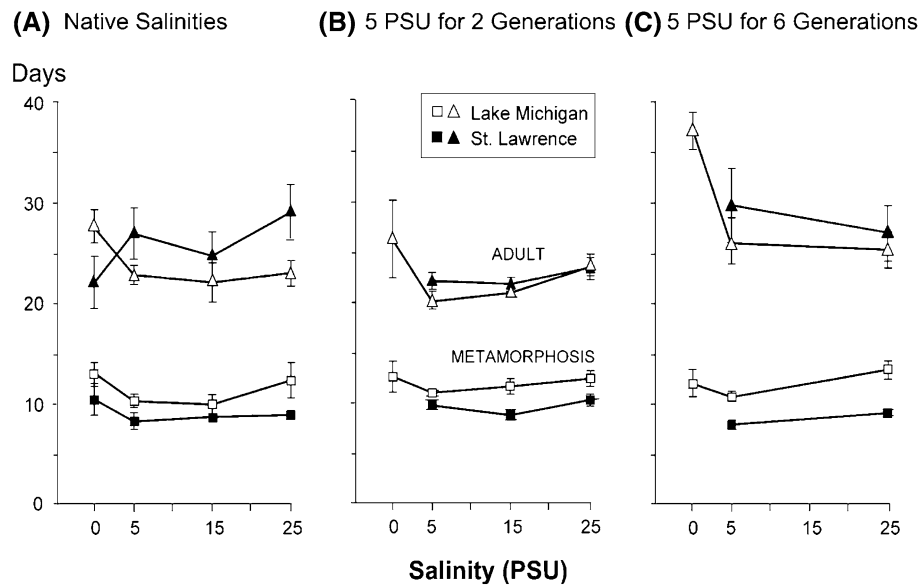 (A) Native Salinities
(B) 5 PSU for 2 Generations
(C) 5 PSU for 6 Generations
Days
40
30
20
10
0
Lake Michigan
St. Lawrence
ADULT
METAMORPHOSIS
0 5 15 25
0 5 15 25
0 5 15 25
Salinity (PSU)